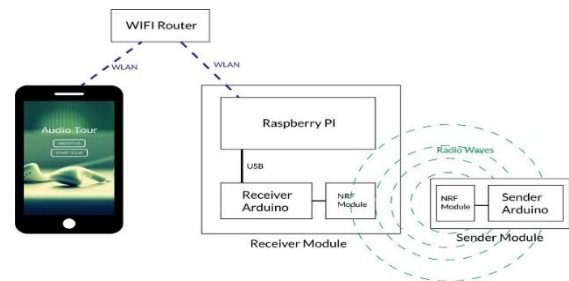 WIFI Router
WLAN
WLAN
Audio Tour
ABOUT US
START TOUR
Raspberry PI
USB
Receiver
Arduino
NRF
Module
Receiver Module
Radio Waves
NRF
Module
Sender
Arduino
Sender Module